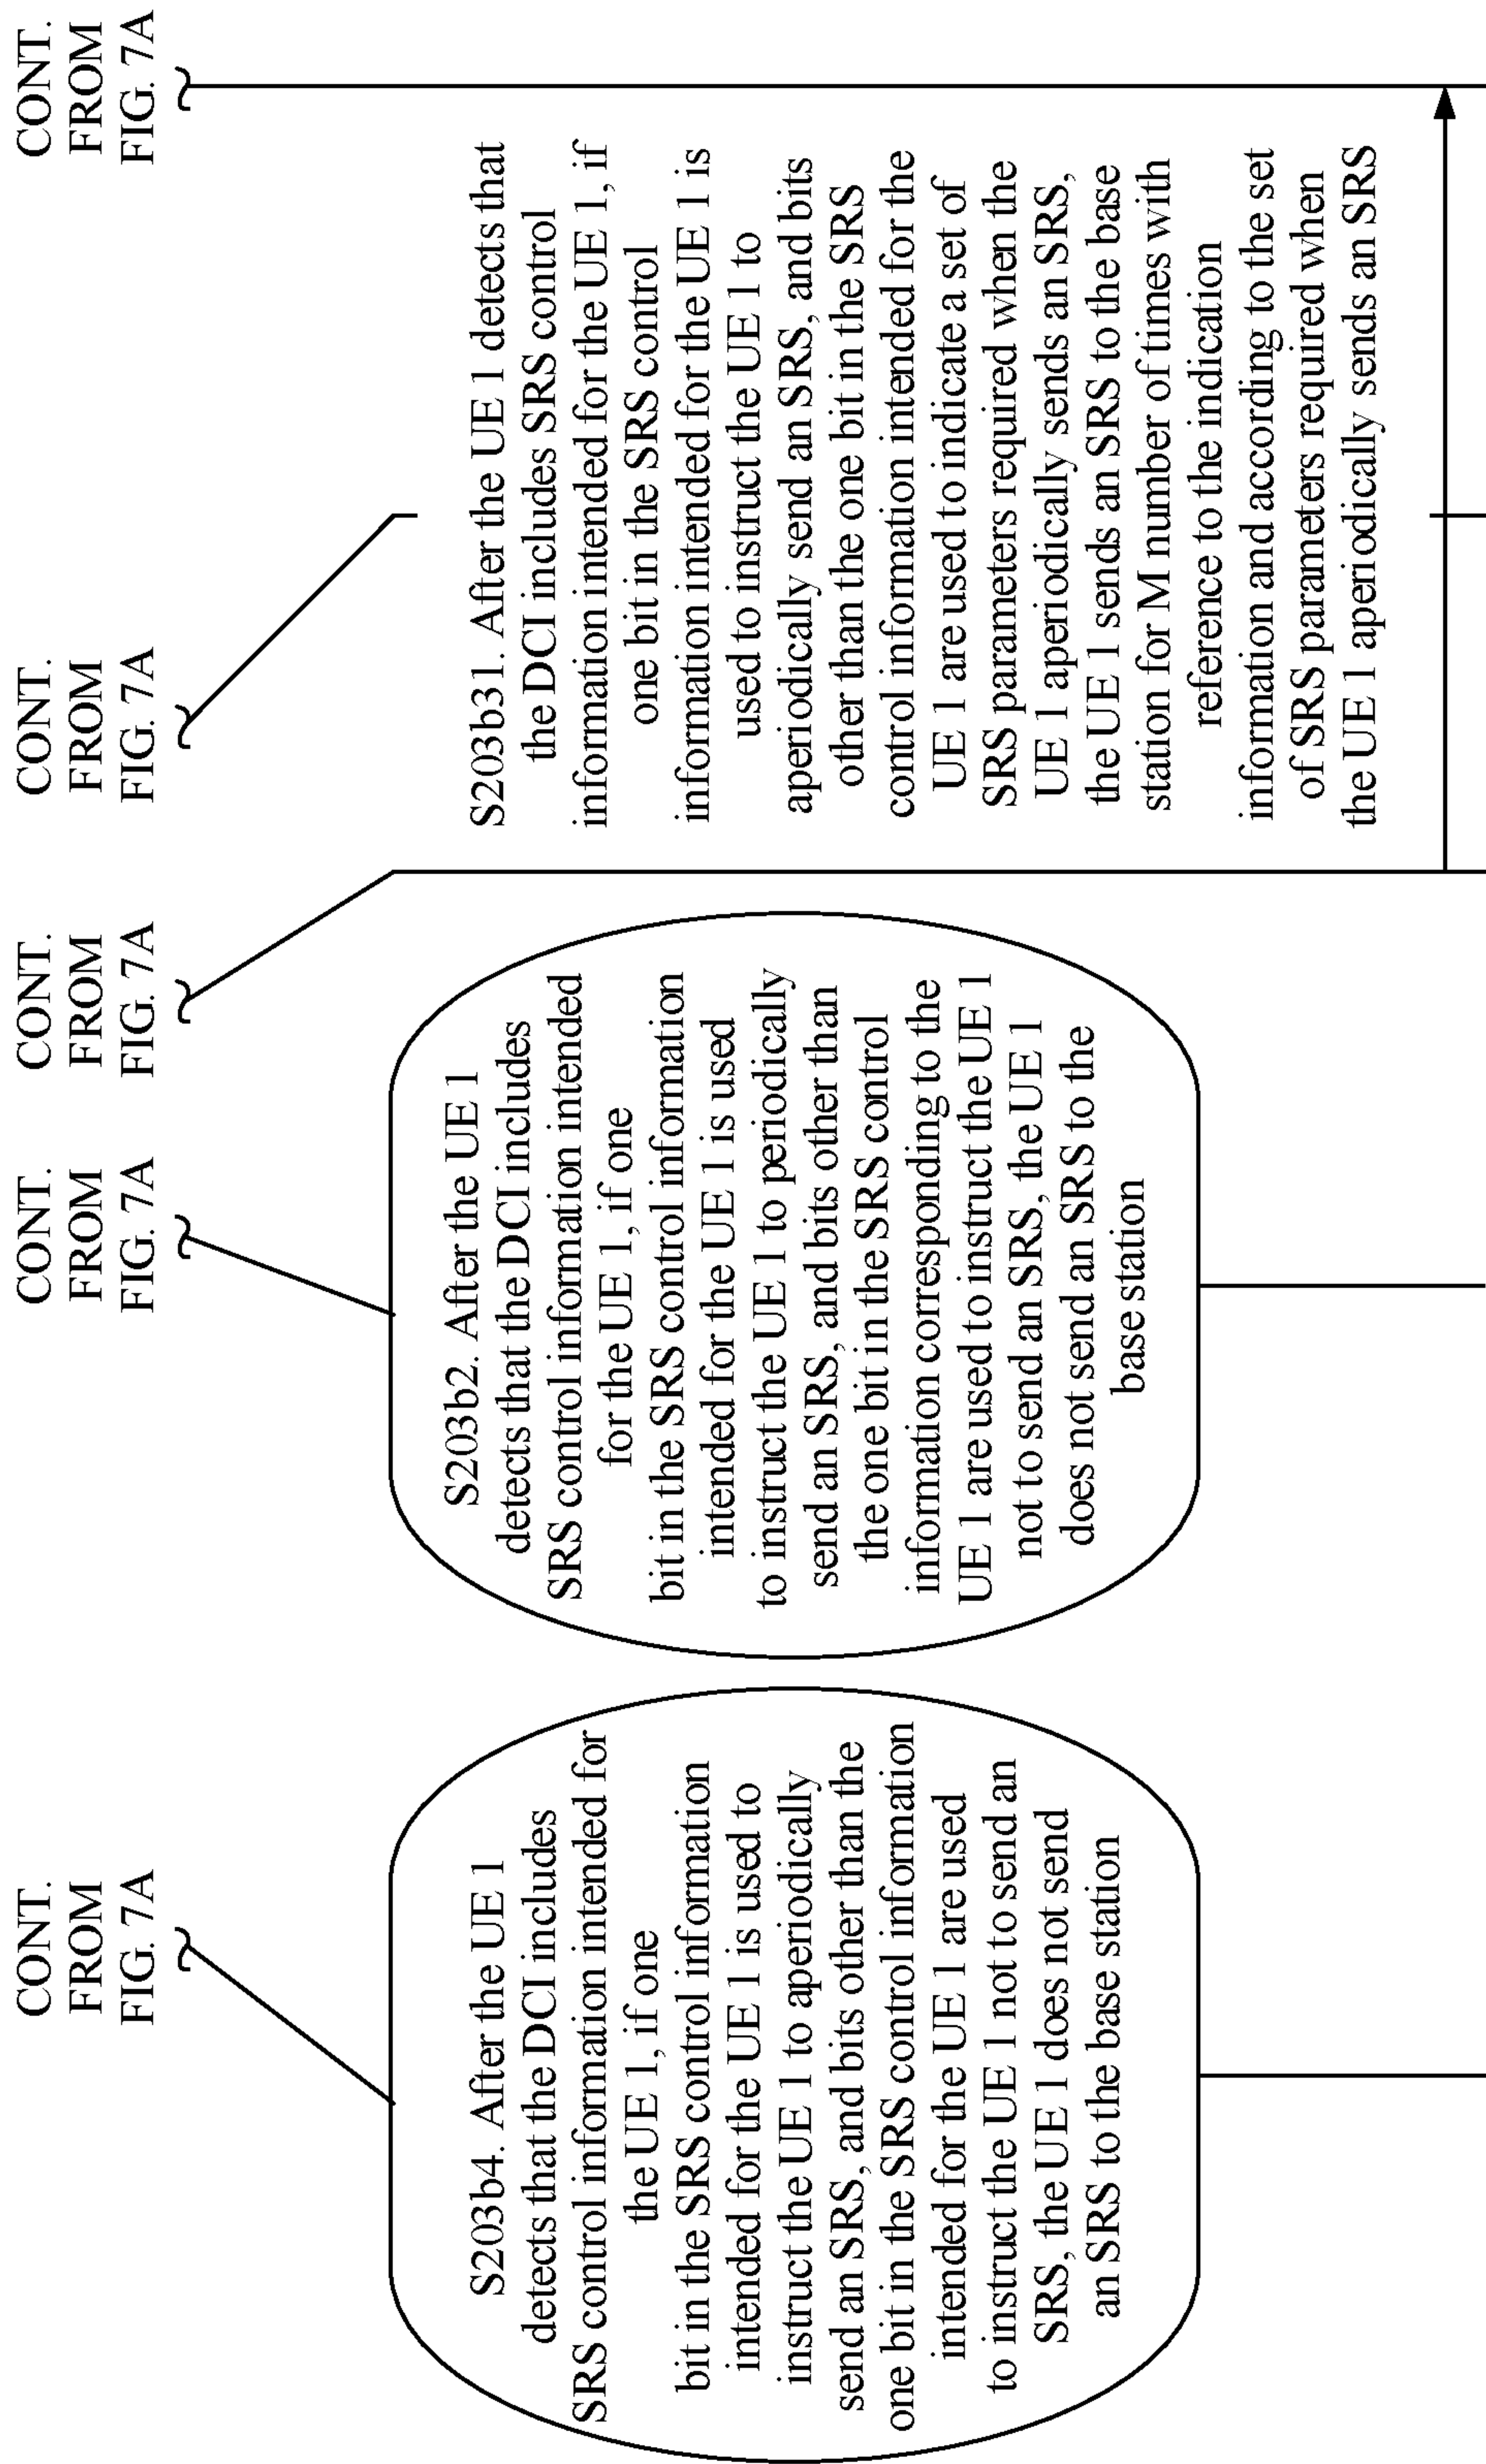 CONT.
FROM
FIG. 7A
CONT.
FROM
FIG. 7A
CONT.
FROM
FIG. 7A
CONT.
FROM
FIG. 7A
CONT.
FROM
FIG. 7A
S203b4. After the UE 1
detects that the DCI includes
SRS control information intended for
the UE 1, if one
bit in the SRS control information
intended for the UE 1 is used to
instruct the UE 1 to aperiodically
send an SRS, and bits other than the
one bit in the SRS control information
intended for the UE 1 are used
to instruct the UE 1 not to send an
SRS, the UE 1 does not send
an SRS to the base station
S203b2. After the UE 1
detects that the DCI includes
SRS control information intended
for the UE 1, if one
bit in the SRS control information
intended for the UE 1 is used
to instruct the UE 1 to periodically
send an SRS, and bits other than
the one bit in the SRS control
information corresponding to the
UE 1 are used to instruct the UE 1
not to send an SRS, the UE 1
does not send an SRS to the
base station
S203b31. After the UE 1 detects that
the DCI includes SRS control
information intended for the UE 1, if
one bit in the SRS control
information intended for the UE 1 is
used to instruct the UE 1 to
aperiodically send an SRS, and bits
other than the one bit in the SRS
control information intended for the
UE 1 are used to indicate a set of
SRS parameters required when the
UE 1 aperiodically sends an SRS,
the UE 1 sends an SRS to the base
station for M number of times with
reference to the indication
information and according to the set
of SRS parameters required when
the UE 1 aperiodically sends an SRS